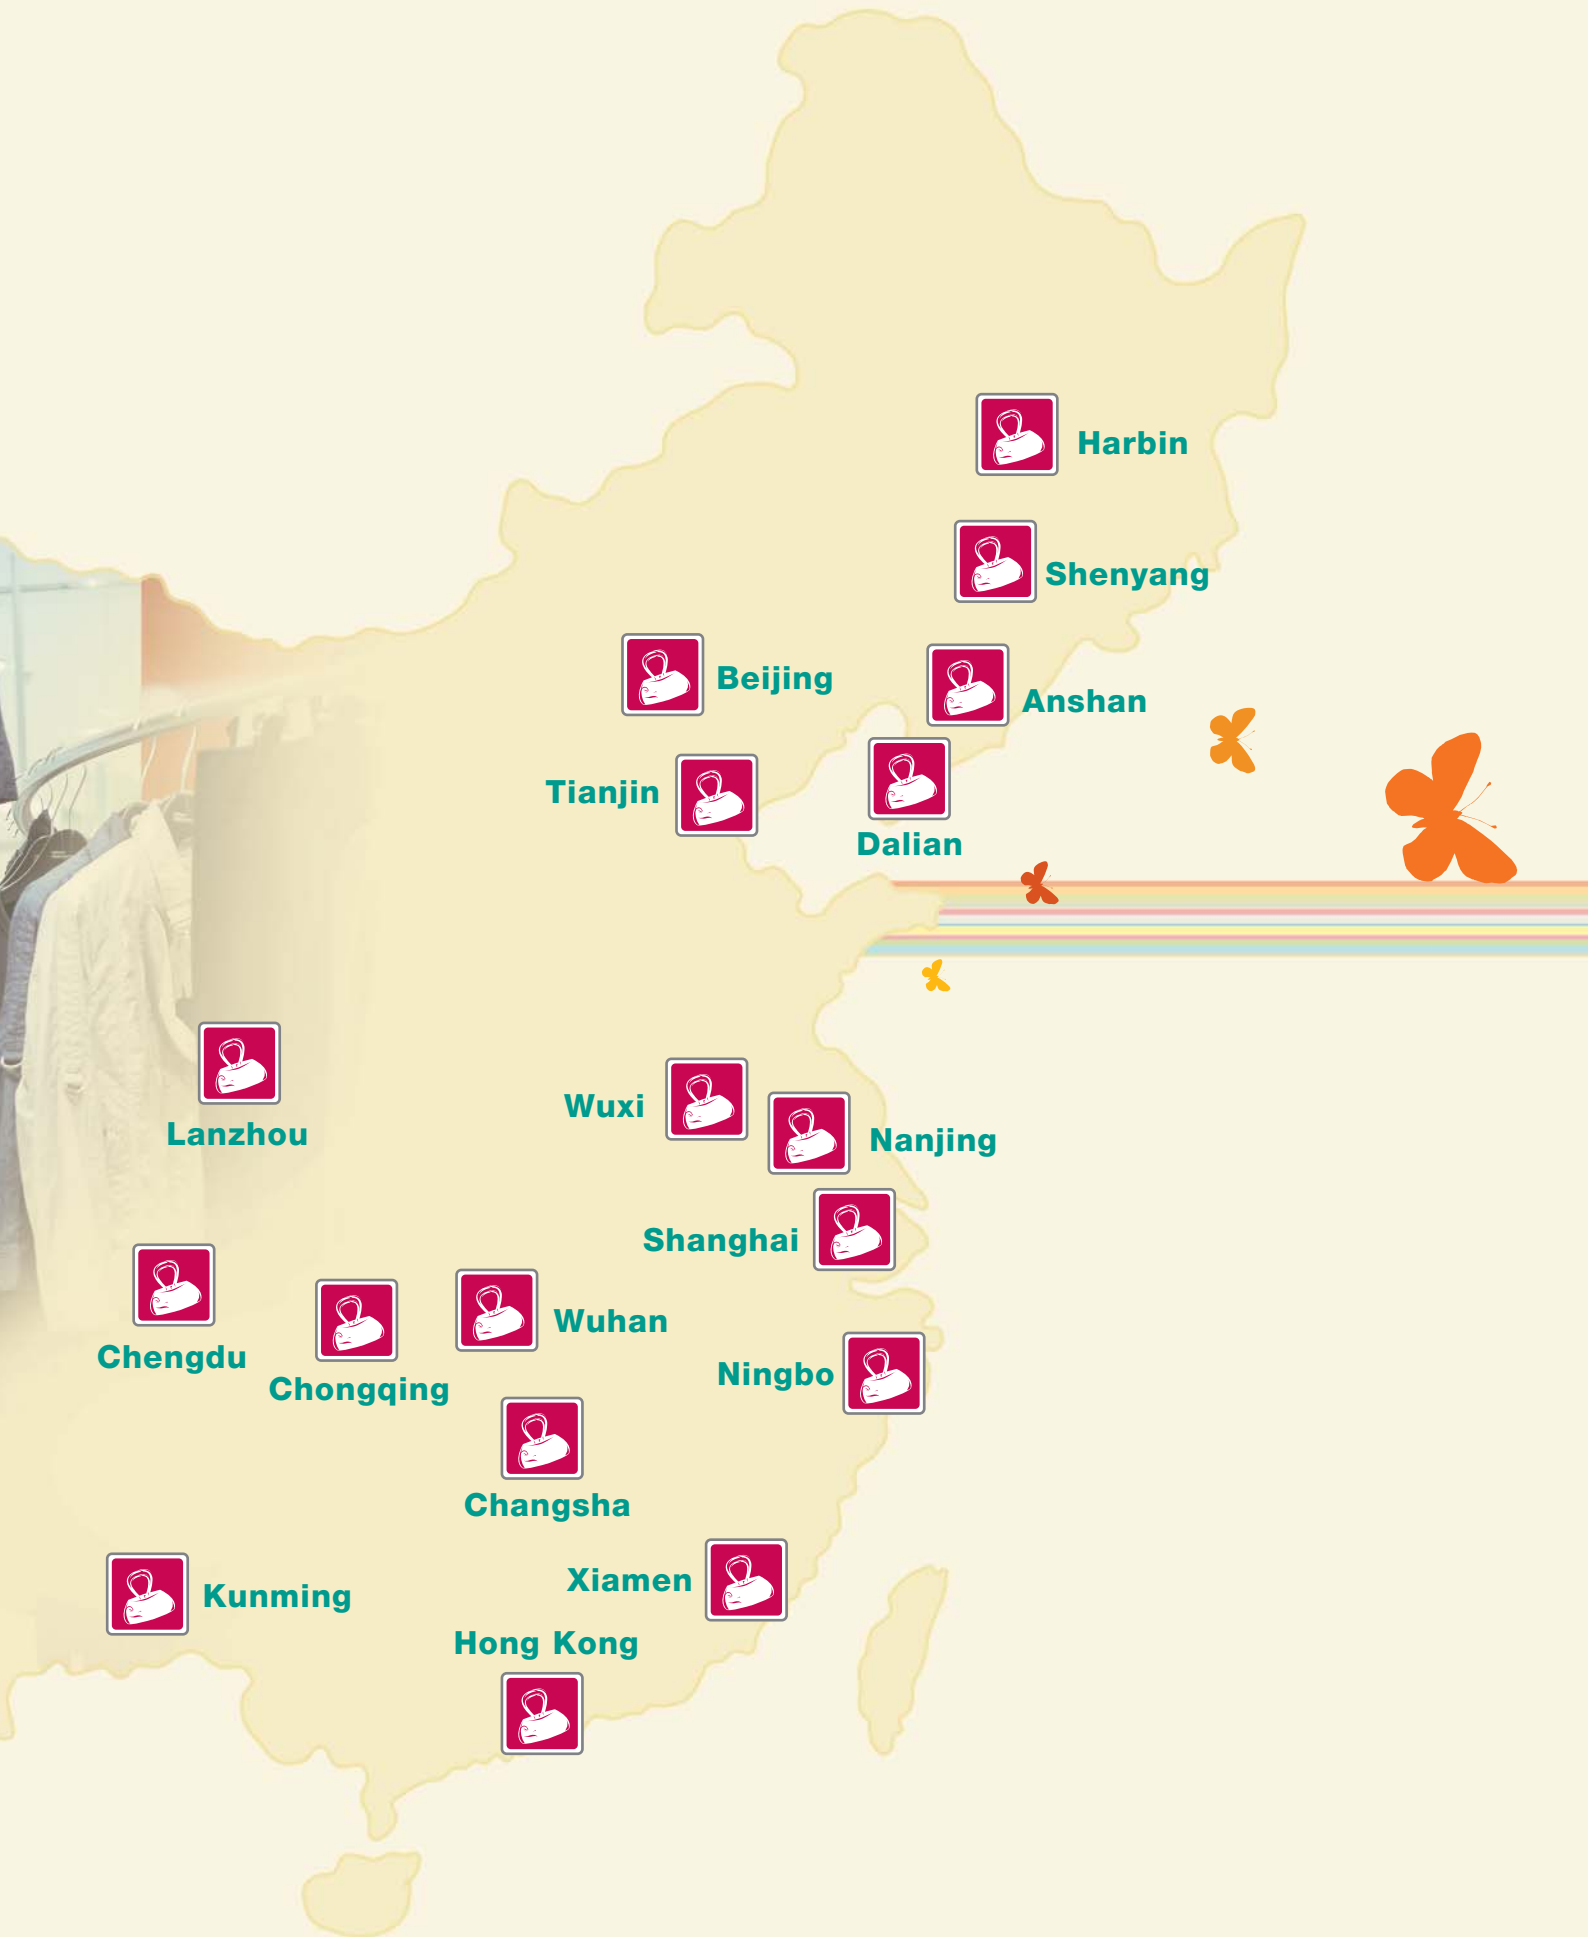 Harbin
Shenyang
Beijing
Anshan
Tianjin
Dalian
Lanzhou
Wuxi
Nanjing
Shanghai
Chengdu
Chongqing
Wuhan
Ningbo
Changsha
Xiamen
Kunming
Hong Kong